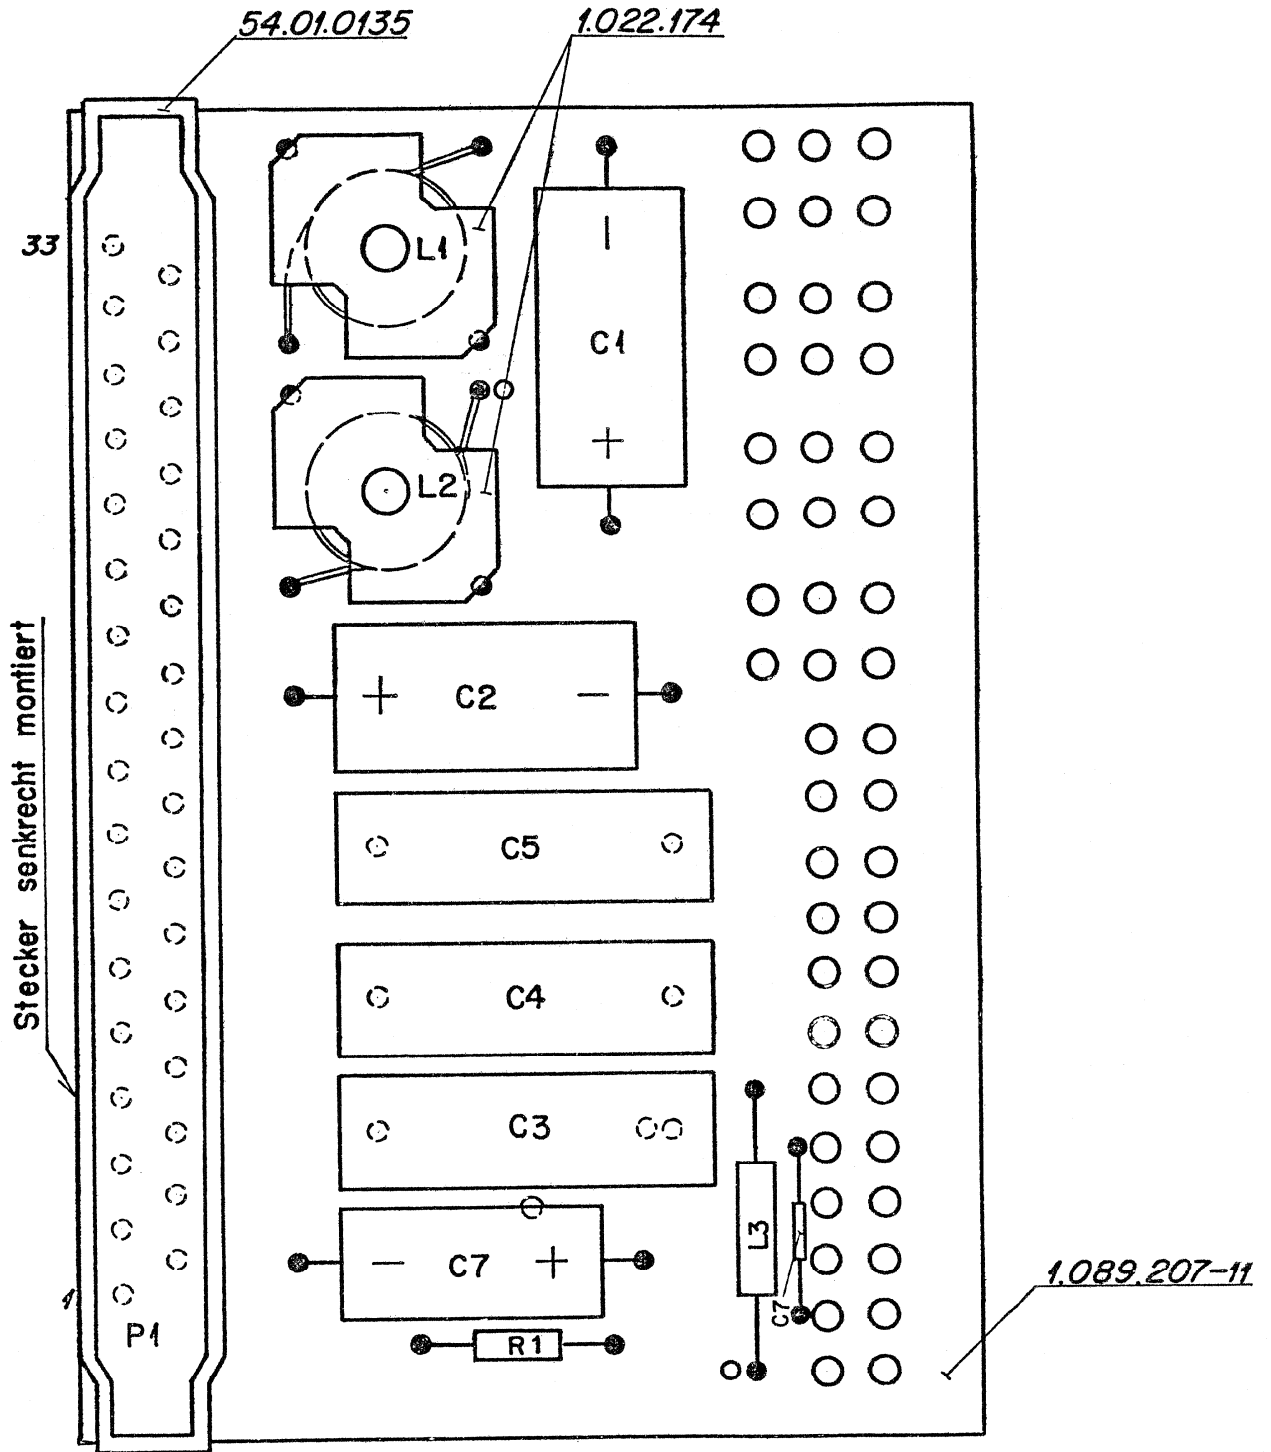 54.01.0135
1.022.174
33
L1
C1
L2
C2
Stecker senkrecht montiert
C5
C4
C3
L3
C7
C7
R1
1.089.207-11
1
P1